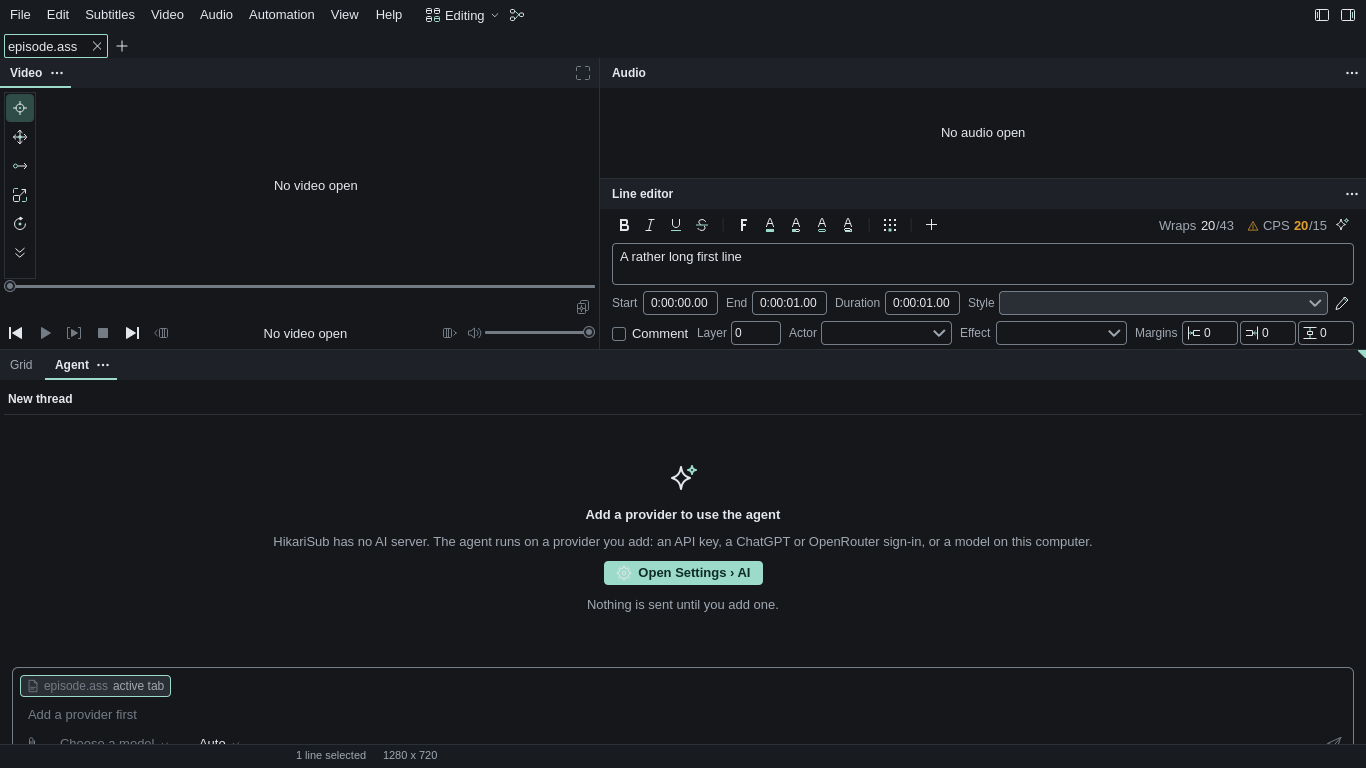 File Edit Subtitles Video Audio Automation View Help Editing
episode.ass
Video
Audio
No video open
No audio open
Line editor
B I U S F A A A A
Wraps 20/43 CPS 20/15
A rather long first line
Start 0:00:00.00 End 0:00:01.00 Duration 0:00:01.00 Style
No video open
Comment Layer 0 Actor Effect Margins 0 0 0
Grid Agent
New thread
Add a provider to use the agent
HikariSub has no AI server. The agent runs on a provider you add: an API key, a ChatGPT or OpenRouter sign-in, or a model on this computer.
Open Settings › AI
Nothing is sent until you add one.
episode.ass active tab
Add a provider first
Choose a model Auto
1 line selected 1280 x 720